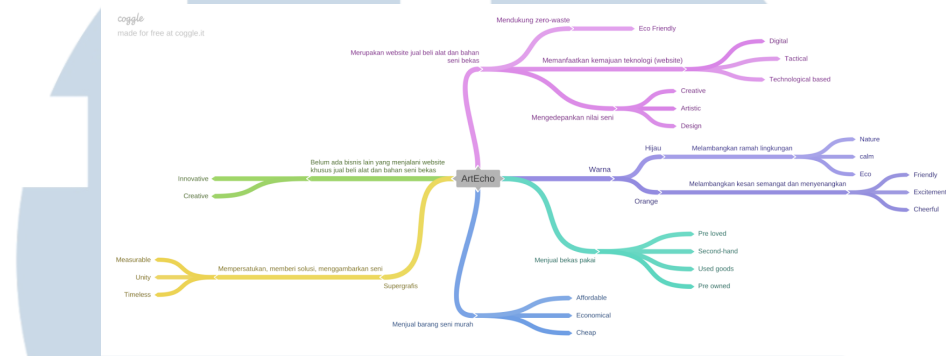 coggle
made for free at coggle.it
Mendukung zero-waste
Eco Friendly
Merupakan website jual beli alat dan bahan
seni bekas
Memanfaatkan kemajuan teknologi (website)
Digital
Tactical
Technological based
Mengedepankan nilai seni
Creative
Artistic
Design
Belum ada bisnis lain yang menjalani website
khusus jual beli alat dan bahan seni bekas
Innovative
Creative
ArtEcho
Warna
Hijau
Melambangkan ramah lingkungan
Nature
calm
Eco
Orange
Melambangkan kesan semangat dan menyenangkan
Friendly
Excitement
Cheerful
Menjual bekas pakai
Pre loved
Second-hand
Used goods
Pre owned
Supergrafis
Mempersatukan, memberi solusi, menggambarkan seni
Measurable
Unity
Timeless
Menjual barang seni murah
Affordable
Economical
Cheap